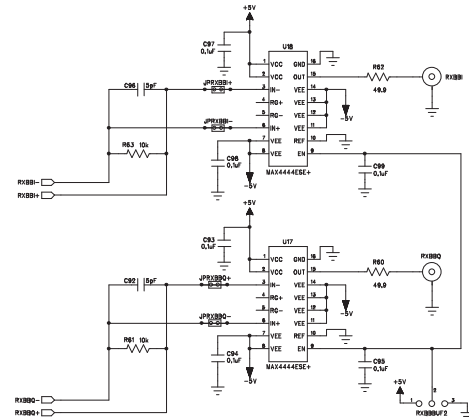 +5V
C97
0.1uF
U18
1 VCC GND 16
2 VCC OUT 15
3 IN- VEE 14
4 RG+ VEE 13
5 RG- VEE 12
6 IN+ VEE 11
7 VEE REF 10
8 VEE EN 9
MAX4444ESE+
R62
49.9
RXBBI
-5V
C96 5pF
JPRXBBI+
JPRXBBI-
R63 10k
C98
0.1uF
-5V
C99
0.1uF
RXBBI-
RXBBI+
+5V
C93
0.1uF
U17
1 VCC GND 16
2 VCC OUT 15
3 IN- VEE 14
4 RG+ VEE 13
5 RG- VEE 12
6 IN+ VEE 11
7 VEE REF 10
8 VEE EN 9
MAX4444ESE+
R60
49.9
RXBBQ
-5V
C92 5pF
JPRXBBQ+
JPRXBBQ-
R61 10k
C94
0.1uF
-5V
C95
0.1uF
RXBBQ-
RXBBQ+
+5V
1 2 3
RXBBBUF2